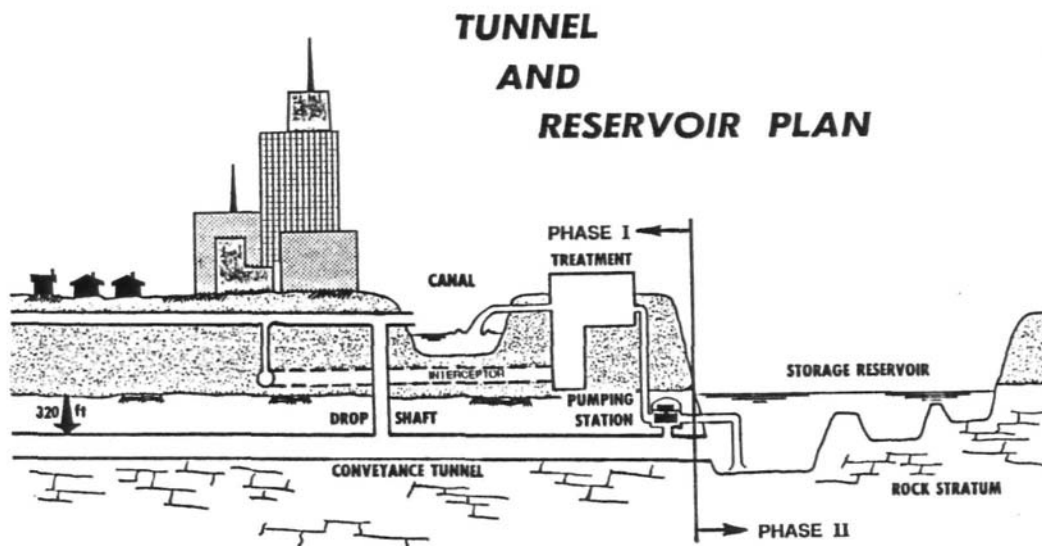 TUNNEL
AND
RESERVOIR PLAN
PHASE I
TREATMENT
CANAL
INTERCEPTOR
STORAGE RESERVOIR
320 ft
DROP SHAFT
PUMPING
STATION
CONVEYANCE TUNNEL
ROCK STRATUM
PHASE II